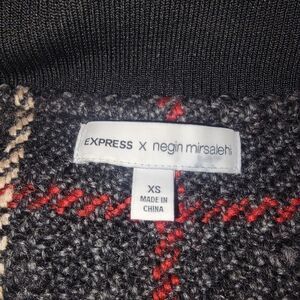 EXPRESS X negin mirsalehi
XS
MADE IN
CHINA